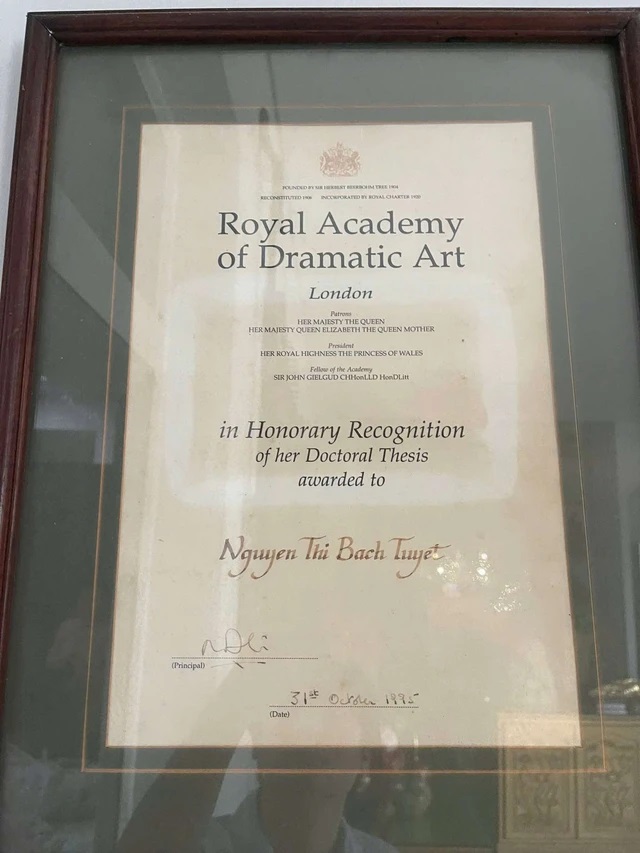 FOUNDED BY SIR HERBERT BEERBOHM TREE 1904
RECONSTITUTED 1906 INCORPORATED BY ROYAL CHARTER 1920
Royal Academy
of Dramatic Art
London
Patrons
HER MAJESTY THE QUEEN
HER MAJESTY QUEEN ELIZABETH THE QUEEN MOTHER
President
HER ROYAL HIGHNESS THE PRINCESS OF WALES
Fellow of the Academy
SIR JOHN GIELGUD CHHonLLD HonDLitt
in Honorary Recognition
of her Doctoral Thesis
awarded to
Nguyen Thi Bach Tuyet
(Principal)
31st October 1995
(Date)